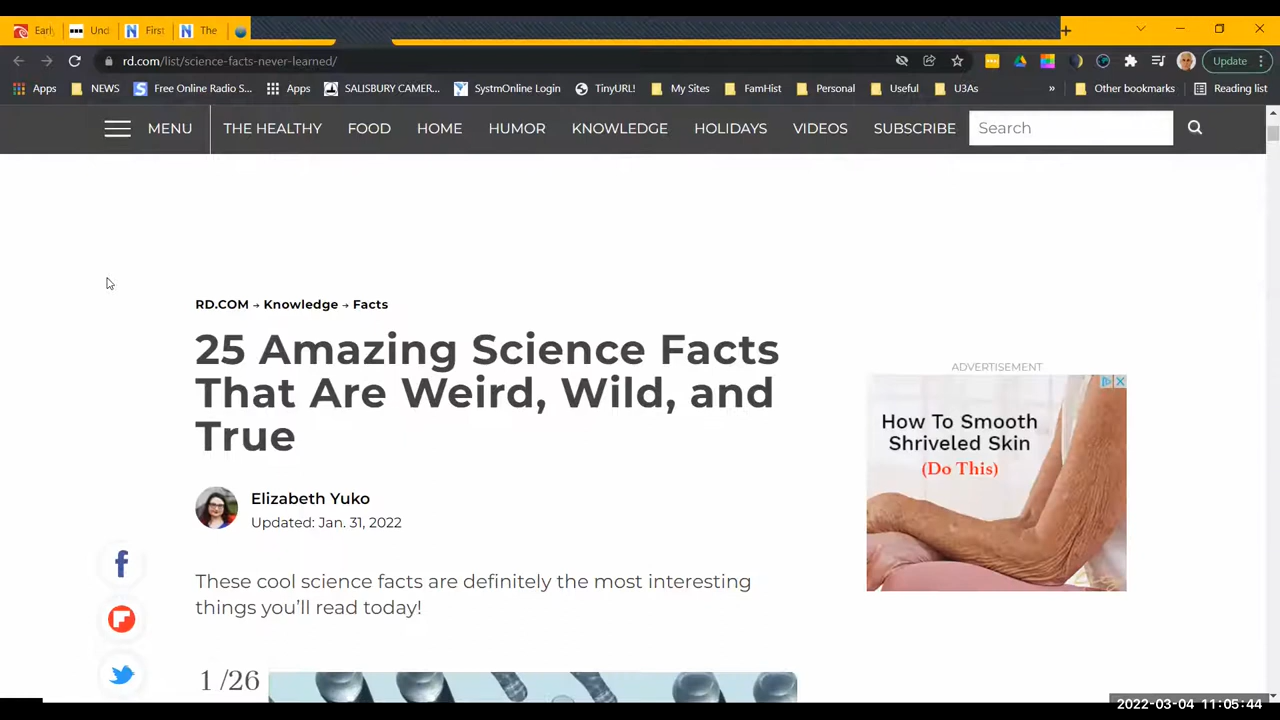 Early
Und
First
The
rd.com/list/science-facts-never-learned/
Update
Apps
NEWS
Free Online Radio S...
Apps
SALISBURY CAMER...
SystmOnline Login
TinyURL!
My Sites
FamHist
Personal
Useful
U3As
»
Other bookmarks
Reading list
MENU
THE HEALTHY
FOOD
HOME
HUMOR
KNOWLEDGE
HOLIDAYS
VIDEOS
SUBSCRIBE
Search
RD.COM → Knowledge → Facts
25 Amazing Science Facts
That Are Weird, Wild, and
True
Elizabeth Yuko
Updated: Jan. 31, 2022
These cool science facts are definitely the most interesting
things you'll read today!
1 /26
ADVERTISEMENT
How To Smooth
Shriveled Skin
(Do This)
2022-03-04 11:05:44